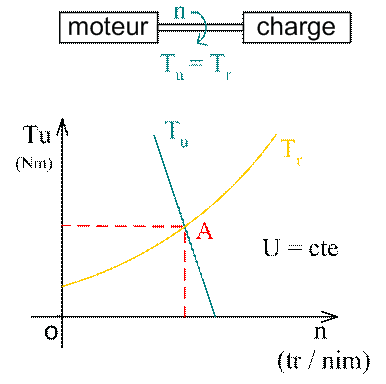 n
moteur
charge
Tu = Tr
Tu
(Nm)
Tu
Tr
A
U = cte
o
n
(tr / nim)